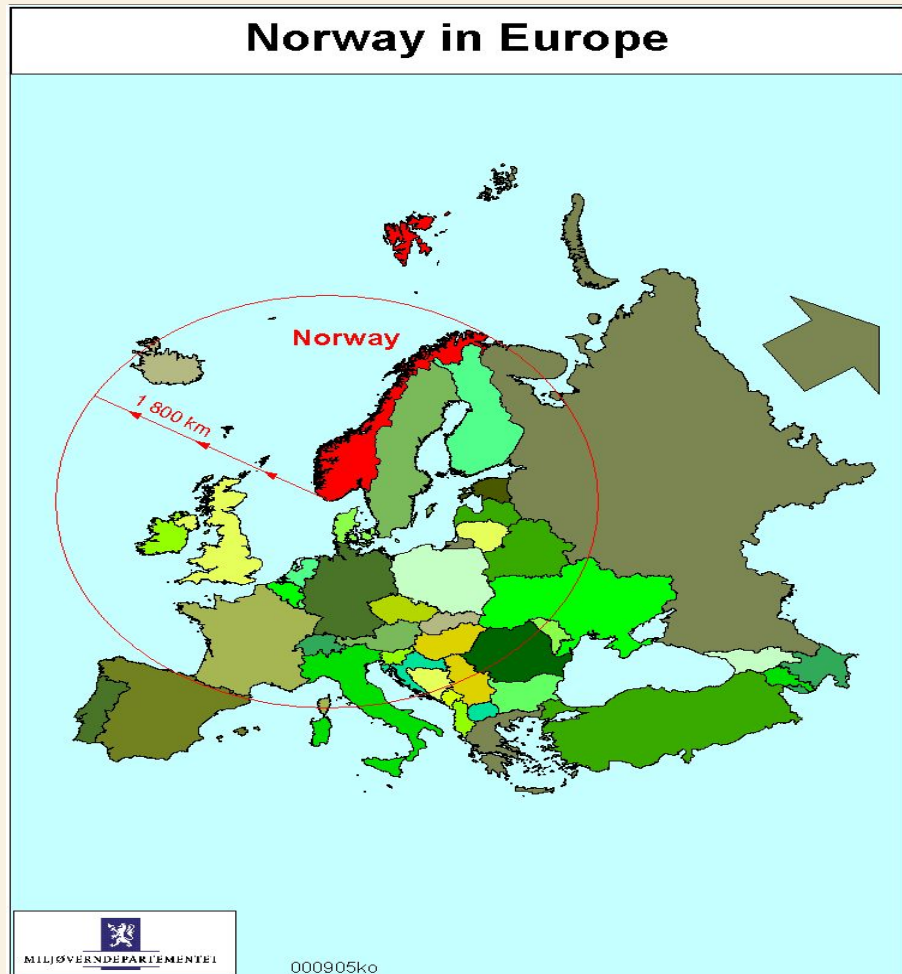 Norway in Europe
Norway
1 800 km
MILJØVERNDEPARTEMENTET
000905ko